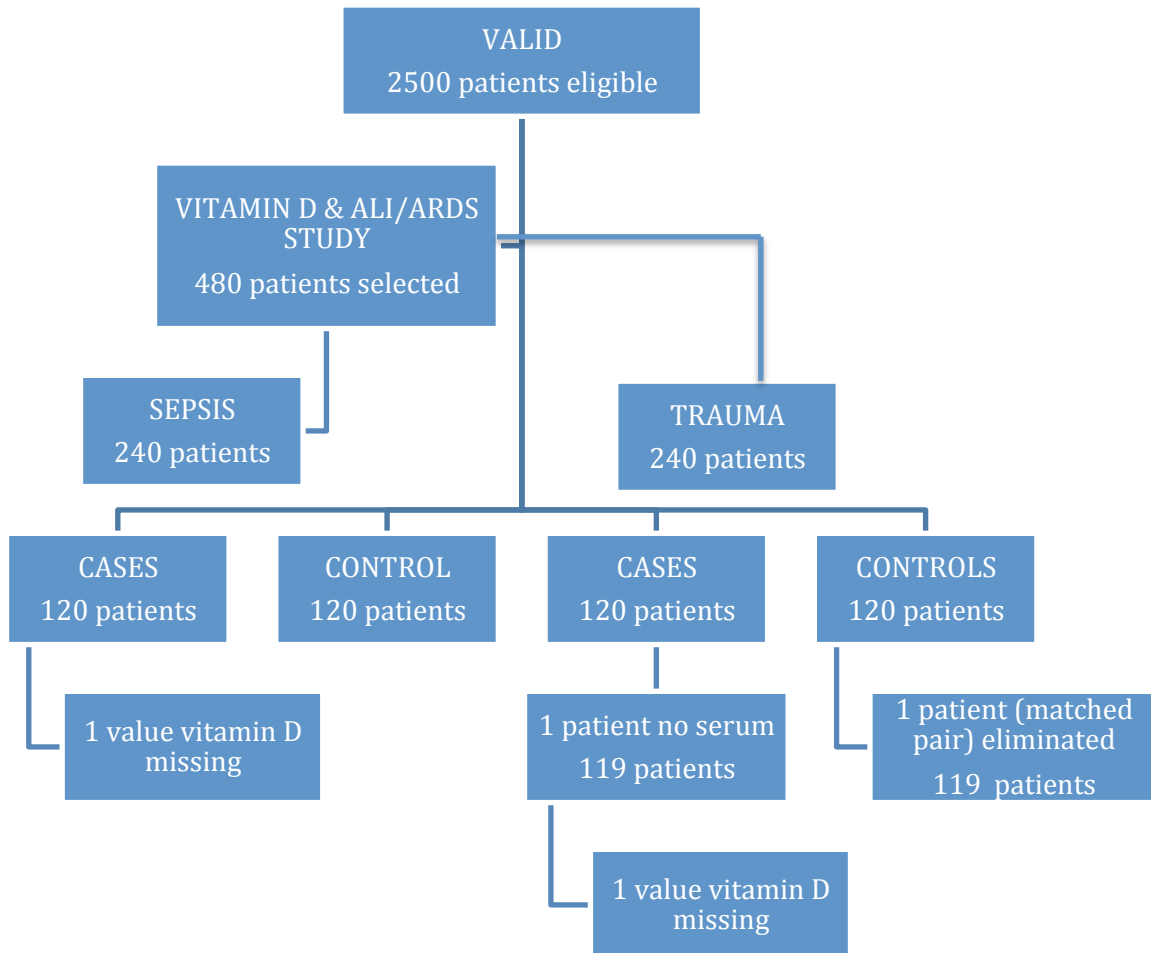 VALID
2500 patients eligible
VITAMIN D & ALI/ARDS
STUDY
480 patients selected
SEPSIS
240 patients
TRAUMA
240 patients
CASES
120 patients
CONTROL
120 patients
CASES
120 patients
CONTROLS
120 patients
1 value vitamin D
missing
1 patient no serum
119 patients
1 patient (matched
pair) eliminated
119 patients
1 value vitamin D
missing